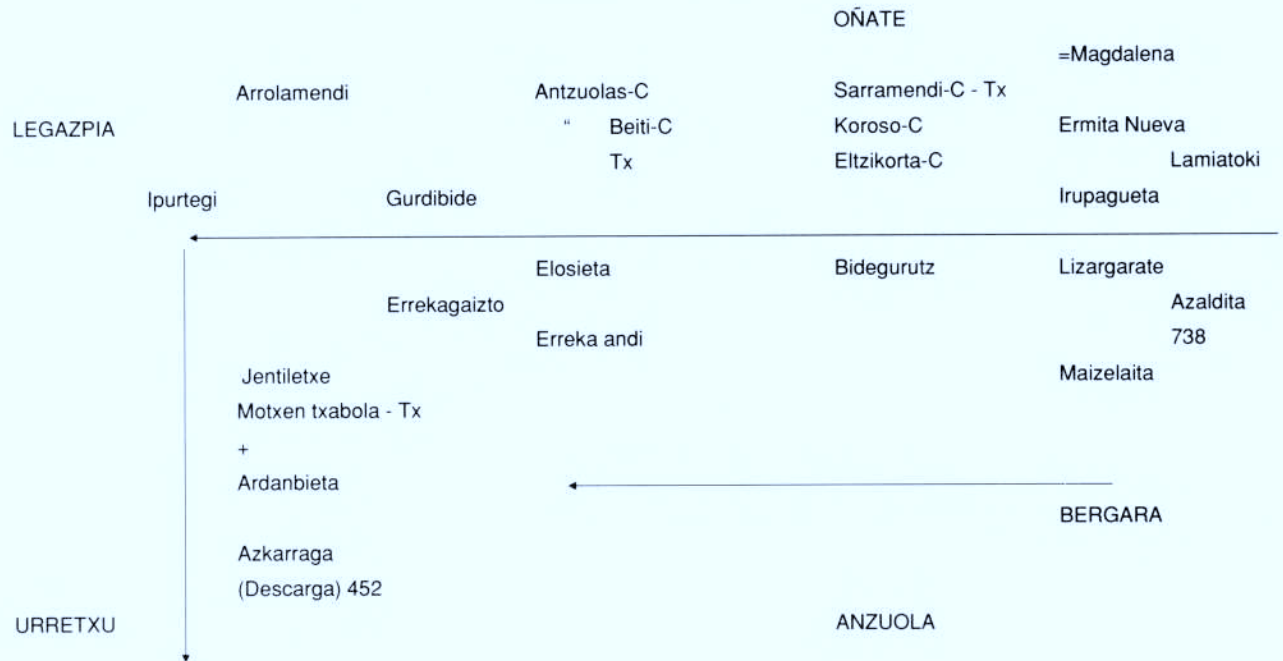 OÑATE
=Magdalena
Arrolamendi Antzuolas-C Sarramendi-C - Tx
LEGAZPIA “ Beiti-C Koroso-C Ermita Nueva
Tx Eltzikorta-C Lamiatoki
Ipurtegi Gurdibide Irupagueta
Elosieta Bidegurutz Lizargarate
Errekagaizto Azaldita
Erreka andi 738
Jentiletxe Maizelaita
Motxen txabola - Tx
+
Ardanbieta
BERGARA
Azkarraga
(Descarga) 452
URRETXU ANZUOLA